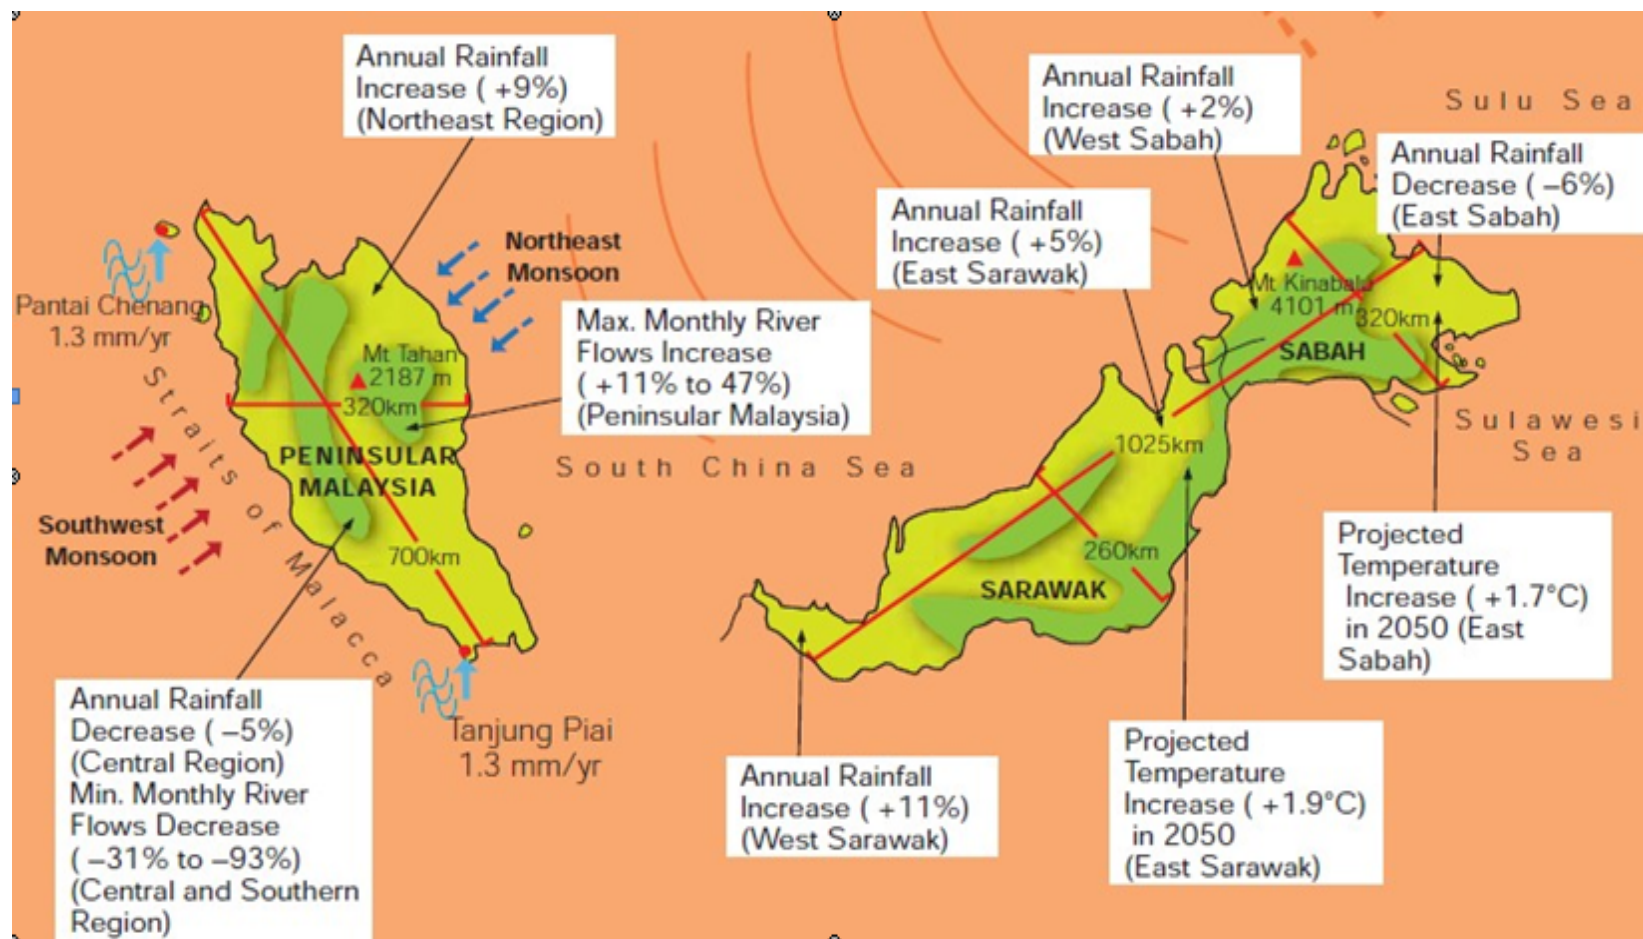 Annual Rainfall
Increase ( +9%)
(Northeast Region)
Annual Rainfall
Increase ( +2%)
(West Sabah)
Sulu Sea
Annual Rainfall
Decrease ( –6%)
(East Sabah)
Annual Rainfall
Increase ( +5%)
(East Sarawak)
Northeast
Monsoon
Pantai Chenang
1.3 mm/yr
Max. Monthly River
Flows Increase
( +11% to 47%)
(Peninsular Malaysia)
Mt Kinabalu
4101 m
320km
SABAH
Mt Tahan
2187 m
320km
PENINSULAR
MALAYSIA
Straits of Malacca
South China Sea
Sulawesi
Sea
1025km
Southwest
Monsoon
700km
260km
SARAWAK
Projected
Temperature
Increase ( +1.7°C)
in 2050 (East
Sabah)
Annual Rainfall
Decrease ( –5%)
(Central Region)
Min. Monthly River
Flows Decrease
( –31% to –93%)
(Central and Southern
Region)
Tanjung Piai
1.3 mm/yr
Annual Rainfall
Increase ( +11%)
(West Sarawak)
Projected
Temperature
Increase ( +1.9°C)
in 2050
(East Sarawak)